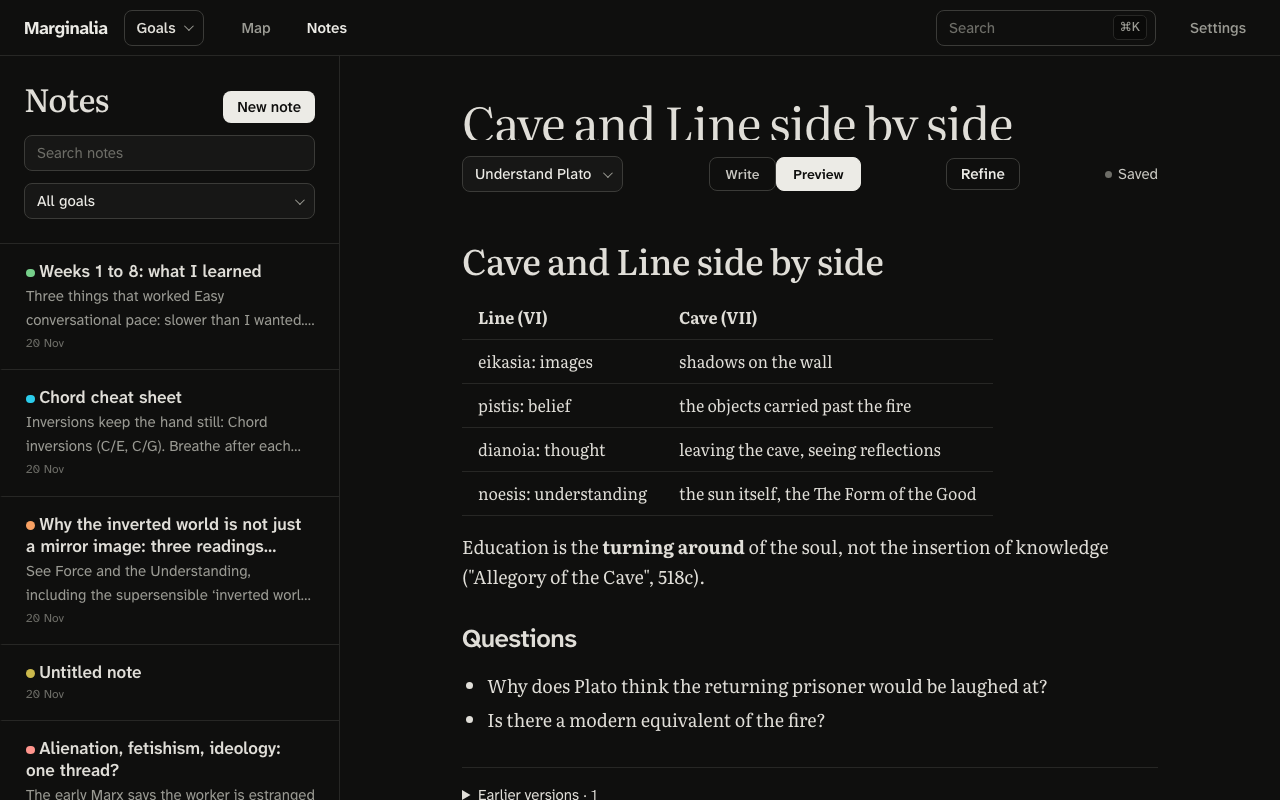 Marginalia Goals Map Notes Search ⌘K Settings
Notes
New note
Search notes
All goals
Weeks 1 to 8: what I learned
Three things that worked Easy
conversational pace: slower than I wanted....
20 Nov
Chord cheat sheet
Inversions keep the hand still: Chord
inversions (C/E, C/G). Breathe after each...
20 Nov
Why the inverted world is not just
a mirror image: three readings...
See Force and the Understanding,
including the supersensible ‘inverted worl...
20 Nov
Untitled note
20 Nov
Alienation, fetishism, ideology:
one thread?
The early Marx says the worker is estranged
Cave and Line side by side
Understand Plato Write Preview Refine Saved
Cave and Line side by side
Line (VI) Cave (VII)
eikasia: images shadows on the wall
pistis: belief the objects carried past the fire
dianoia: thought leaving the cave, seeing reflections
noesis: understanding the sun itself, the The Form of the Good
Education is the turning around of the soul, not the insertion of knowledge
("Allegory of the Cave", 518c).
Questions
Why does Plato think the returning prisoner would be laughed at?
Is there a modern equivalent of the fire?
Earlier versions · 1